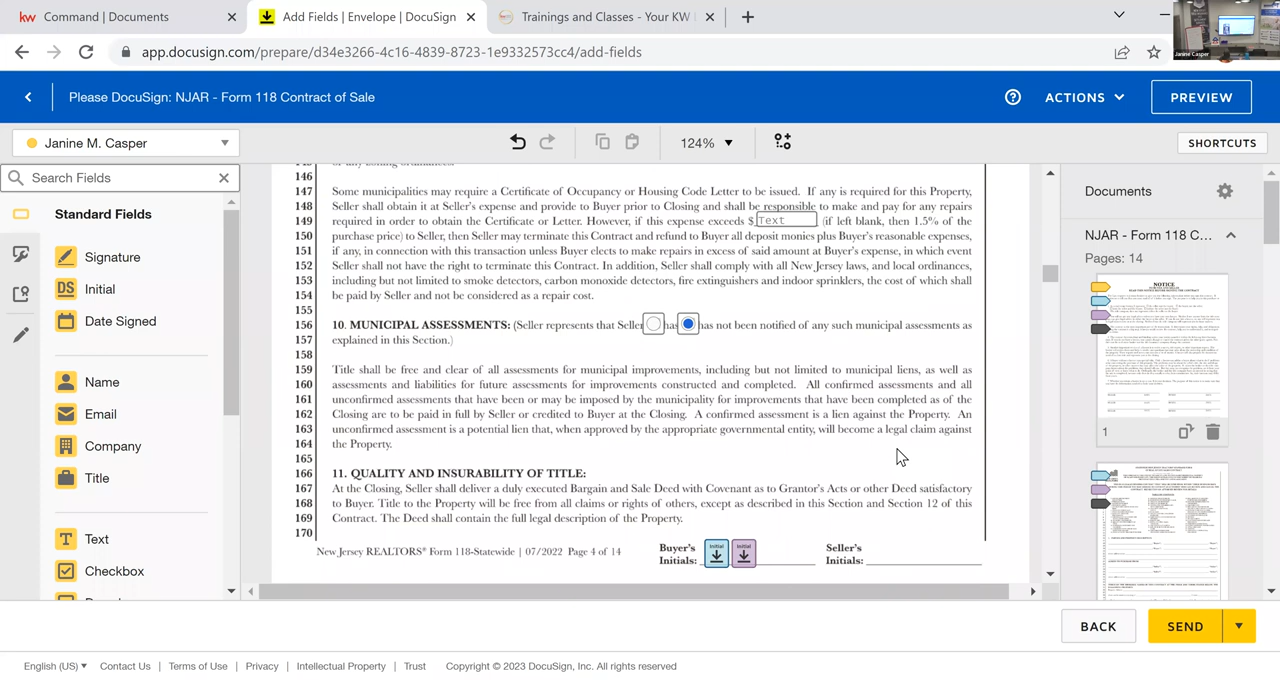 Command | Documents
Add Fields | Envelope | DocuSign
Training and Classes - Your KW
app.docusign.com/prepare/d34e3266-4c16-4839-8723-1e93357571c4/add-fields
Janine Casper
Please DocuSign: NJAR - Form 118 Contract of Sale
ACTIONS
PREVIEW
Janine M. Casper
124%
SHORTCUTS
Search Fields
Standard Fields
Signature
DS Initial
Date Signed
Name
Email
Company
Title
Text
Checkbox
146
147 Some municipalities may require a Certificate of Occupancy or Housing Code Letter to be issued. If any is required for this Property,
148 Seller shall obtain it at Seller's expense and provide to Buyer prior to Closing and shall be responsible to make and pay for any repairs
149 required in order to obtain the Certificate or Letter. However, if this expense exceeds $ Text (if left blank, then 1.5% of the
150 purchase price) to Seller, then Seller may terminate this Contract and refund to Buyer all deposit monies plus Buyer's reasonable expenses,
151 if any, in connection with this transaction unless Buyer elects to make repairs in excess of said amount at Buyer's expense, in which event
152 Seller shall not have the right to terminate this Contract. In addition, Seller shall comply with all New Jersey laws, and local ordinances,
153 including but not limited to smoke detectors, carbon monoxide detectors, fire extinguishers and indoor sprinklers, the cost of which shall
154 be paid by Seller and not be considered as a repair cost.
155
156 10. MUNICIPAL Seller represents that Seller has not been notified of any such municipal assessments as
157 explained in this Section.
158
159 Title shall be free and clear of all assessments for municipal improvements, including but not limited to municipal liens, as well as
160 assessments and liabilities for future assessments for improvements constructed and completed. All confirmed assessments and all
161 unconfirmed assessments that have been or may be imposed by the municipality for improvements that have been completed as of the
162 Closing are to be paid in full by Seller or credited to Buyer at the Closing. A confirmed assessment is a lien against the Property. An
163 unconfirmed assessment is a potential lien that, when approved by the appropriate governmental entity, will become a legal claim against
164 the Property.
165
166 11. QUALITY AND INSURABILITY OF TITLE:
167 At the Closing, Seller shall deliver a duly executed Bargain and Sale Deed with Covenants as to Grantor's Acts or other deed satisfactory
168 to Buyer. Title to the Property will be free from all claims or rights of others, except as described in this Section and Section 12 of this
Contract. The Deed shall contain the full legal description of the Property.
New Jersey REALTORS® Form 118-Statewide | 07/2022 Page 4 of 14
Buyer's
Initials:
Seller's
Initials:
Documents
NJAR - Form 118 C...
Pages: 14
NOTICE
1
BACK
SEND
English (US)
Contact Us
Terms of Use
Privacy
Intellectual Property
Trust
Copyright © 2023 DocuSign, Inc. All rights reserved